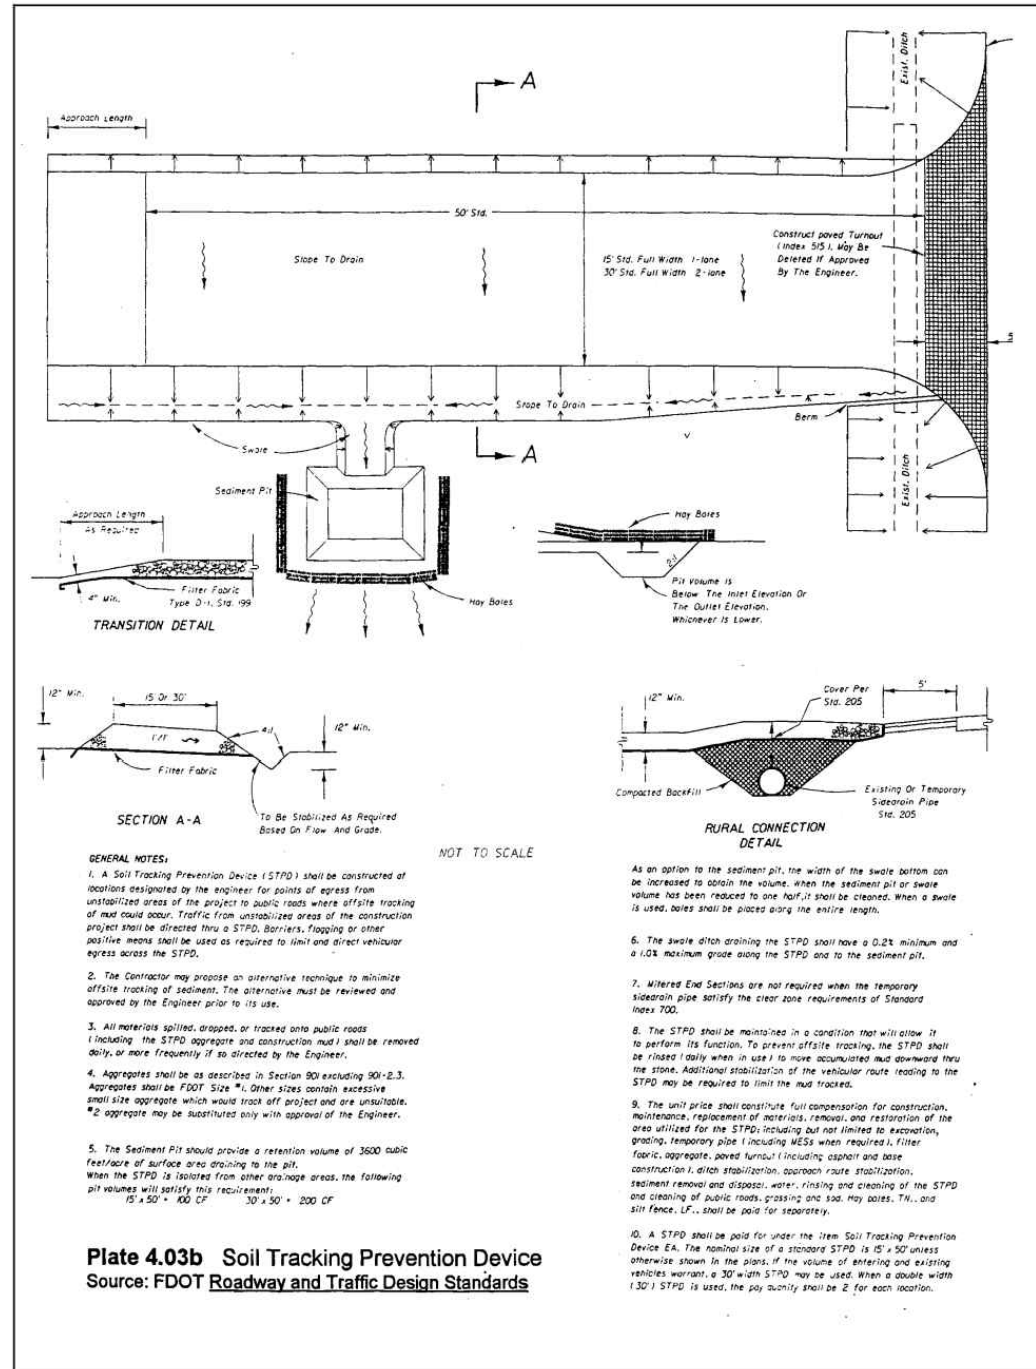 A
Exist. Ditch
Approach Length
50' Std.
Construct paved Turnout
(Index 515), May Be
Deleted If Approved
By The Engineer.
Slope To Drain
15' Std. Full Width 1-lane
30' Std. Full Width 2-lane
Slope To Drain
Berm
Swale
A
Exist. Ditch
Sediment Pit
Approach Length
As Required
Hay Bales
2:1
4" Min.
Filter Fabric
Type D-1, Std. 199
Hay Bales
Pit Volume Is
Below The Inlet Elevation Or
The Outlet Elevation,
Whichever Is Lower.
TRANSITION DETAIL
12" Min.
15' Or 30'
4:1
12" Min.
Filter Fabric
SECTION A-A
To Be Stabilized As Required
Based On Flow And Grade.
12" Min.
Cover Per
Std. 205
5'
Compacted Backfill
Existing Or Temporary
Sidedrain Pipe
Std. 205
RURAL CONNECTION
DETAIL
NOT TO SCALE
GENERAL NOTES:
1. A Soil Tracking Prevention Device (STPD) shall be constructed at
locations designated by the engineer for points of egress from
unstabilized areas of the project to public roads where offsite tracking
of mud could occur. Traffic from unstabilized areas of the construction
project shall be directed thru a STPD. Barriers, flagging or other
positive means shall be used as required to limit and direct vehicular
egress across the STPD.
2. The Contractor may propose an alternative technique to minimize
offsite tracking of sediment. The alternative must be reviewed and
approved by the Engineer prior to its use.
3. All materials spilled, dropped, or tracked onto public roads
(including the STPD aggregate and construction mud) shall be removed
daily, or more frequently if so directed by the Engineer.
4. Aggregates shall be as described in Section 901 excluding 901-2.3.
Aggregates shall be FDOT Size #1. Other sizes contain excessive
small size aggregate which would track off project and are unsuitable.
#2 aggregate may be substituted only with approval of the Engineer.
5. The Sediment Pit should provide a retention volume of 3600 cubic
feet/acre of surface area draining to the pit.
When the STPD is isolated from other drainage areas, the following
pit volumes will satisfy this requirement:
15' x 50' = 100 CF 30' x 50' = 200 CF
As an option to the sediment pit, the width of the swale bottom can
be increased to obtain the volume. When the sediment pit or swale
volume has been reduced to one half, it shall be cleaned. When a swale
is used, bales shall be placed along the entire length.
6. The swale ditch draining the STPD shall have a 0.2% minimum and
a 1.0% maximum grade along the STPD and to the sediment pit.
7. Mitered End Sections are not required when the temporary
sidedrain pipe satisfy the clear zone requirements of Standard
Index 700.
8. The STPD shall be maintained in a condition that will allow it
to perform its function. To prevent offsite tracking, the STPD shall
be rinsed (daily when in use) to move accumulated mud downward thru
the stone. Additional stabilization of the vehicular route leading to the
STPD may be required to limit the mud tracked.
9. The unit price shall constitute full compensation for construction,
maintenance, replacement of materials, removal, and restoration of the
area utilized for the STPD; including but not limited to excavation,
grading, temporary pipe (including MESs when required), filter
fabric, aggregate, paved turnout (including asphalt and base
construction), ditch stabilization, approach route stabilization,
sediment removal and disposal, water, rinsing and cleaning of the STPD
and cleaning of public roads, grassing and sod. Hay bales, TN., and
silt fence, LF., shall be paid for separately.
10. A STPD shall be paid for under the item Soil Tracking Prevention
Device EA. The nominal size of a standard STPD is 15' x 50' unless
otherwise shown in the plans. If the volume of entering and existing
vehicles warrant, a 30' width STPD may be used. When a double width
(30') STPD is used, the pay quantity shall be 2 for each location.
Plate 4.03b Soil Tracking Prevention Device
Source: FDOT Roadway and Traffic Design Standards